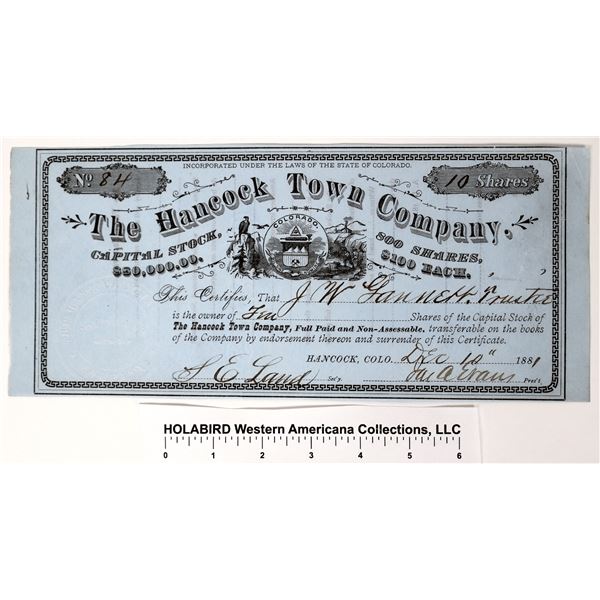 INCORPORATED UNDER THE LAWS OF THE STATE OF COLORADO.
No 84
10 Shares
The Hancock Town Company.
COLORADO.
CAPITAL STOCK, $80,000.00.
800 SHARES, $100 EACH.
This Certifies, That J W Gannett. Trustee
is the owner of Ten Shares of the Capital Stock of
The Hancock Town Company, Full Paid and Non-Assessable, transferable on the books
of the Company by endorsement thereon and surrender of this Certificate.
HANCOCK, COLO. Dec 10" 1881
S. E. Land Sec'y. A Evans Pres't
HOLABIRD Western Americana Collections, LLC
0 1 2 3 4 5 6